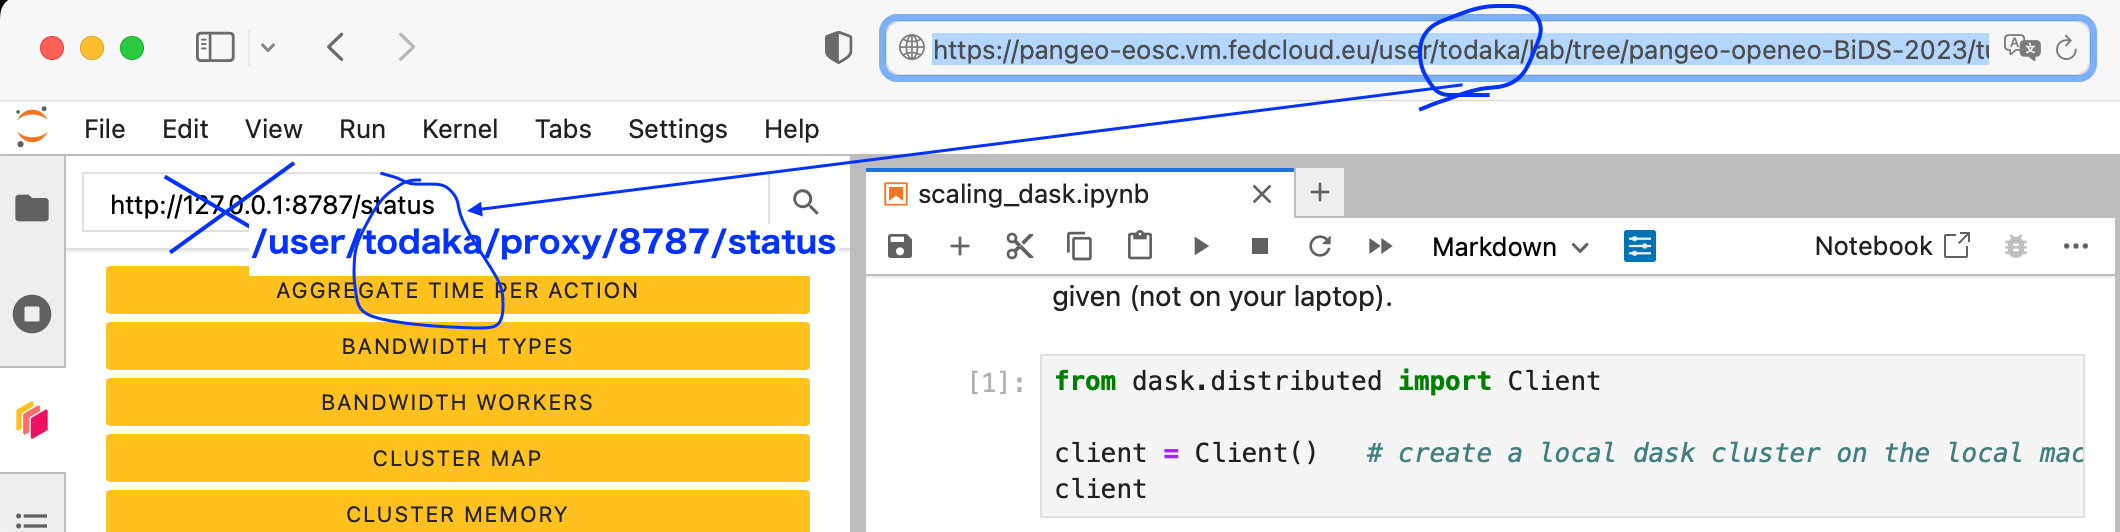 https://pangeo-eosc.vm.fedcloud.eu/user/todaka/lab/tree/pangeo-openeo-BiDS-2023/tu
File Edit View Run Kernel Tabs Settings Help
http://127.0.0.1:8787/status
/user/todaka/proxy/8787/status
AGGREGATE TIME PER ACTION
BANDWIDTH TYPES
BANDWIDTH WORKERS
CLUSTER MAP
CLUSTER MEMORY
scaling_dask.ipynb
Markdown
Notebook
given (not on your laptop).
[1]:
from dask.distributed import Client
client = Client()   # create a local dask cluster on the local mac
client